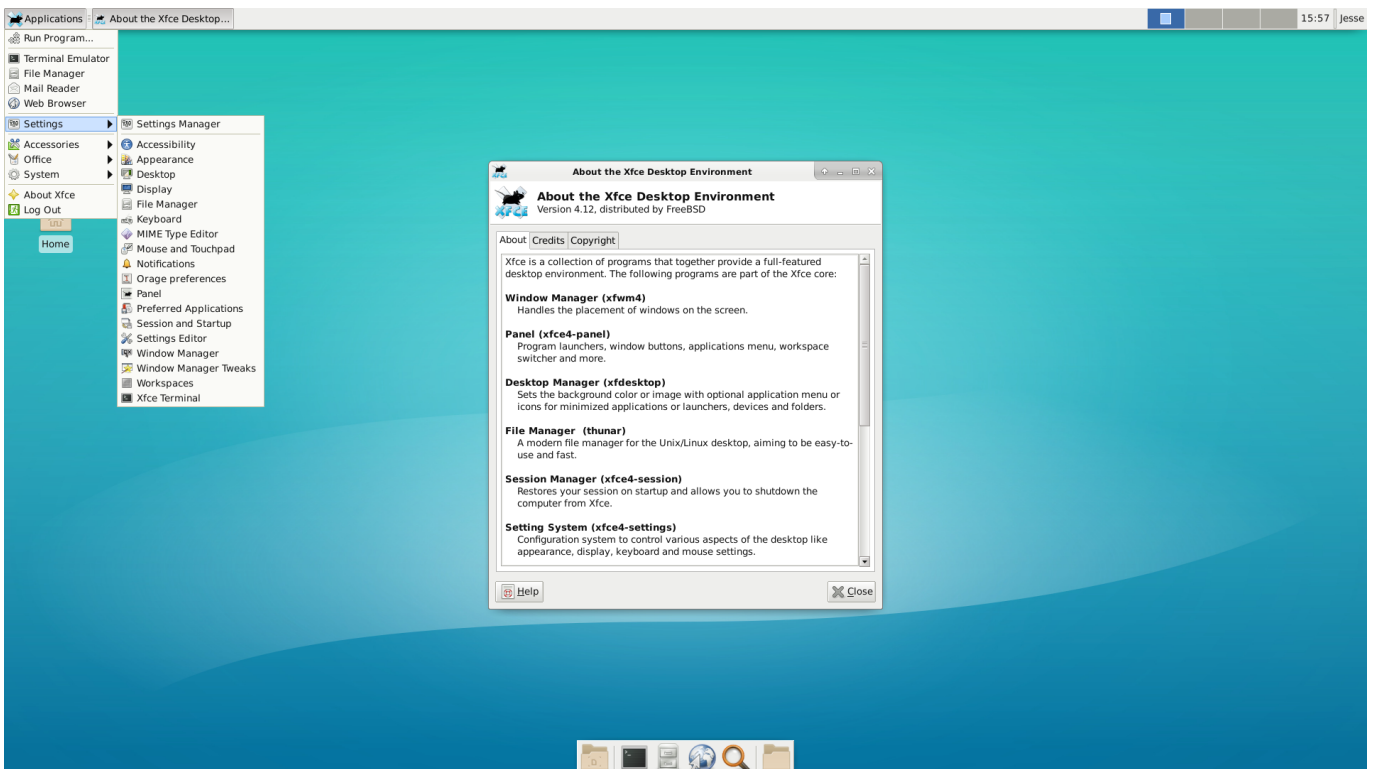 Applications
About the Xfce Desktop...
15:57
Jesse
Run Program...
Terminal Emulator
File Manager
Mail Reader
Web Browser
Settings
Accessories
Office
System
About Xfce
Log Out
Home
Settings Manager
Accessibility
Appearance
Desktop
Display
File Manager
Keyboard
MIME Type Editor
Mouse and Touchpad
Notifications
Orage preferences
Panel
Preferred Applications
Session and Startup
Settings Editor
Window Manager
Window Manager Tweaks
Workspaces
Xfce Terminal
About the Xfce Desktop Environment
XFCE
About the Xfce Desktop Environment
Version 4.12, distributed by FreeBSD
About
Credits
Copyright
Xfce is a collection of programs that together provide a full-featured
desktop environment. The following programs are part of the Xfce core:
Window Manager (xfwm4)
Handles the placement of windows on the screen.
Panel (xfce4-panel)
Program launchers, window buttons, applications menu, workspace
switcher and more.
Desktop Manager (xfdesktop)
Sets the background color or image with optional application menu or
icons for minimized applications or launchers, devices and folders.
File Manager (thunar)
A modern file manager for the Unix/Linux desktop, aiming to be easy-to-
use and fast.
Session Manager (xfce4-session)
Restores your session on startup and allows you to shutdown the
computer from Xfce.
Setting System (xfce4-settings)
Configuration system to control various aspects of the desktop like
appearance, display, keyboard and mouse settings.
Help
Close